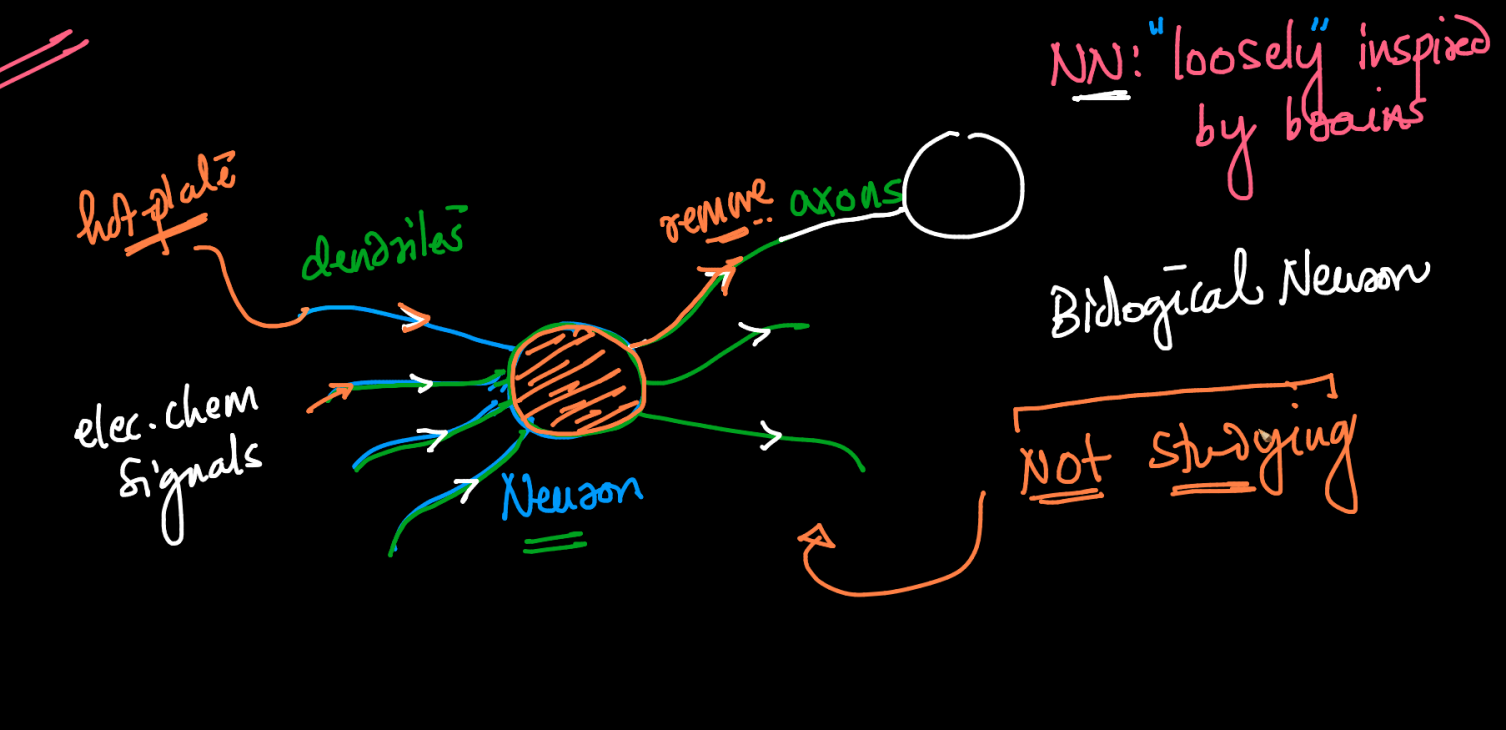 NN: "loosely" inspired
by brains
hot-plate
dendrites
remove
axons
Biological Neuron
elec. chem
Signals
Neuron
Not studying